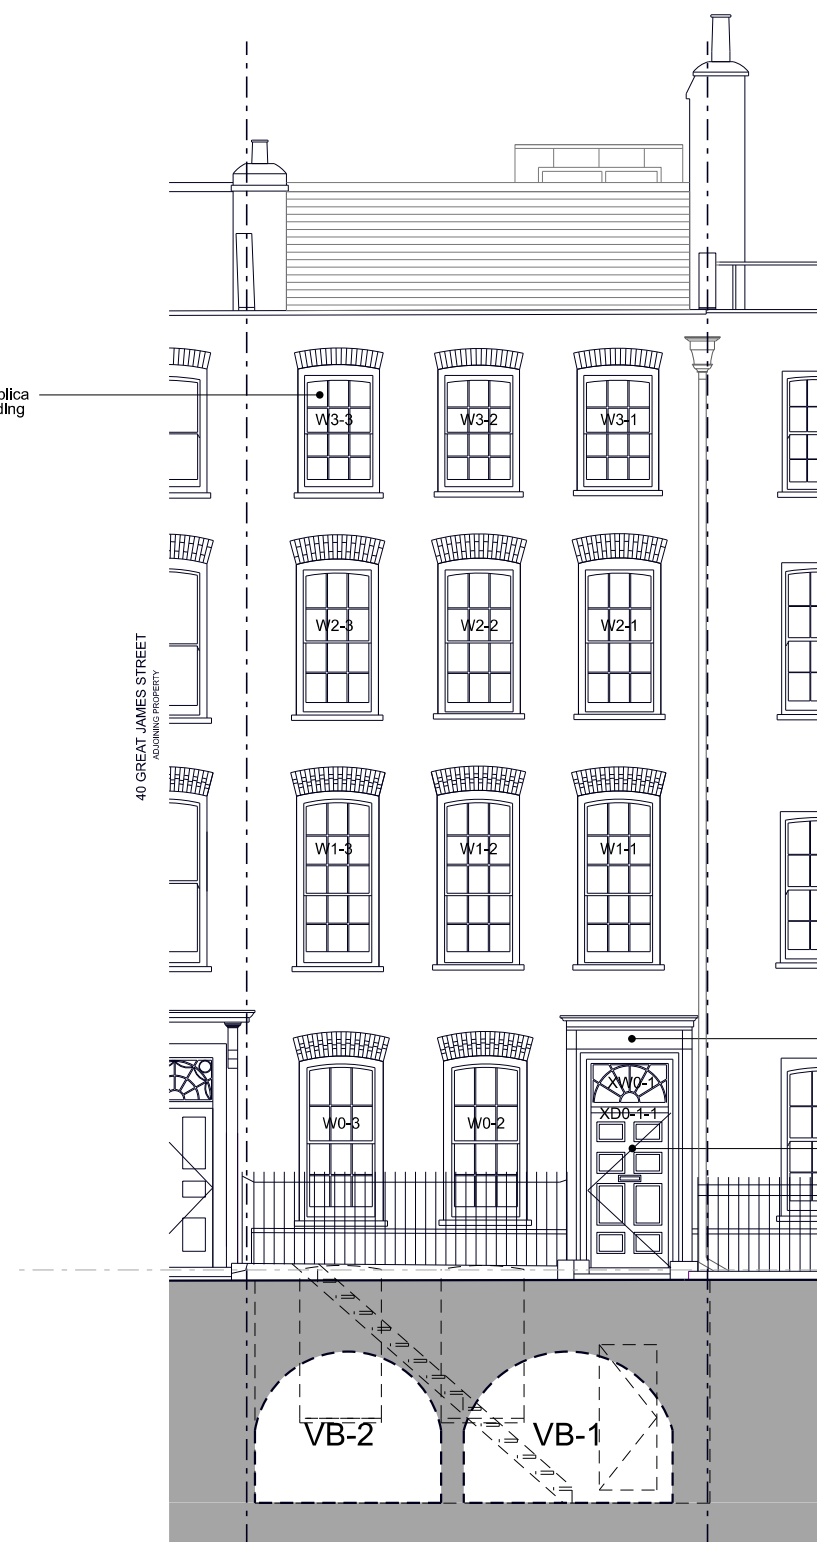 W3-3
W3-2
W3-1
W2-3
W2-2
W2-1
40 GREAT JAMES STREET
ADJOINING PROPERTY
W1-3
W1-2
W1-1
XW0-1
XD0-1-1
W0-3
W0-2
VB-2
VB-1